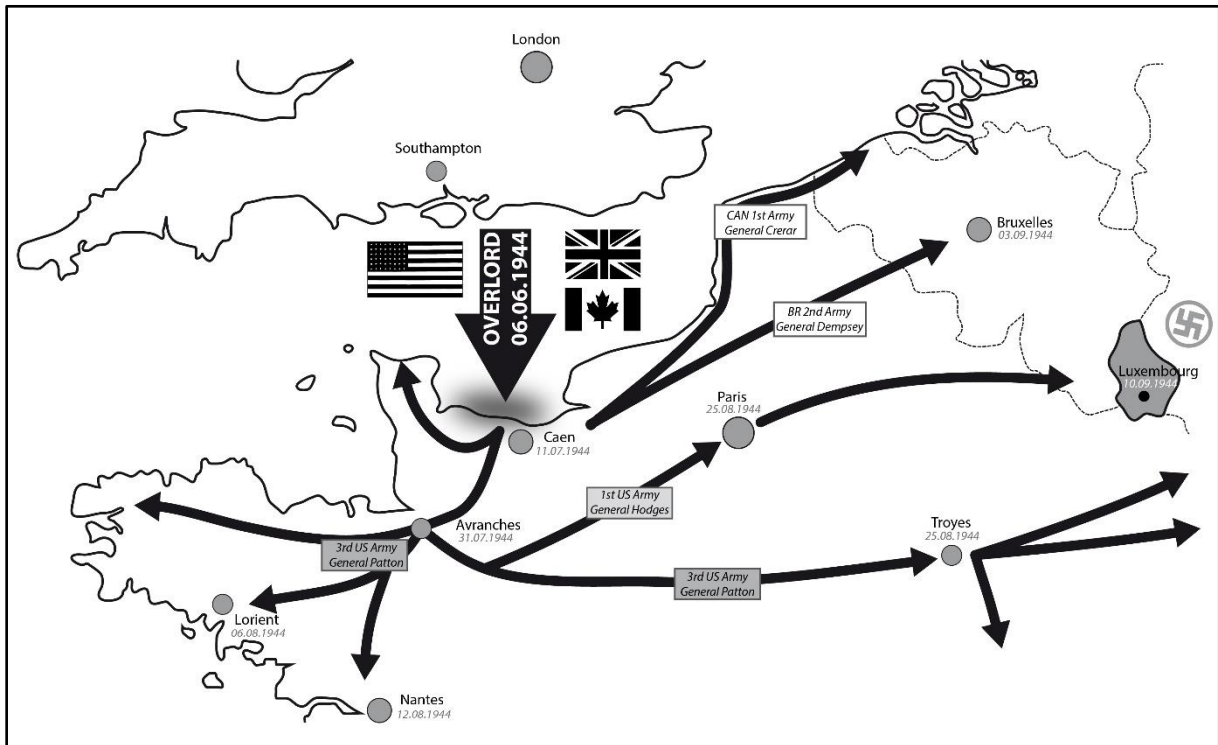 London
Southampton
OVERLORD
06.06.1944
CAN 1st Army
General Crerar
Bruxelles
03.09.1944
BR 2nd Army
General Dempsey
Luxembourg
10.09.1944
Paris
25.08.1944
Caen
11.07.1944
1st US Army
General Hodges
Avranches
31.07.1944
Troyes
25.08.1944
3rd US Army
General Patton
3rd US Army
General Patton
Lorient
06.08.1944
Nantes
12.08.1944